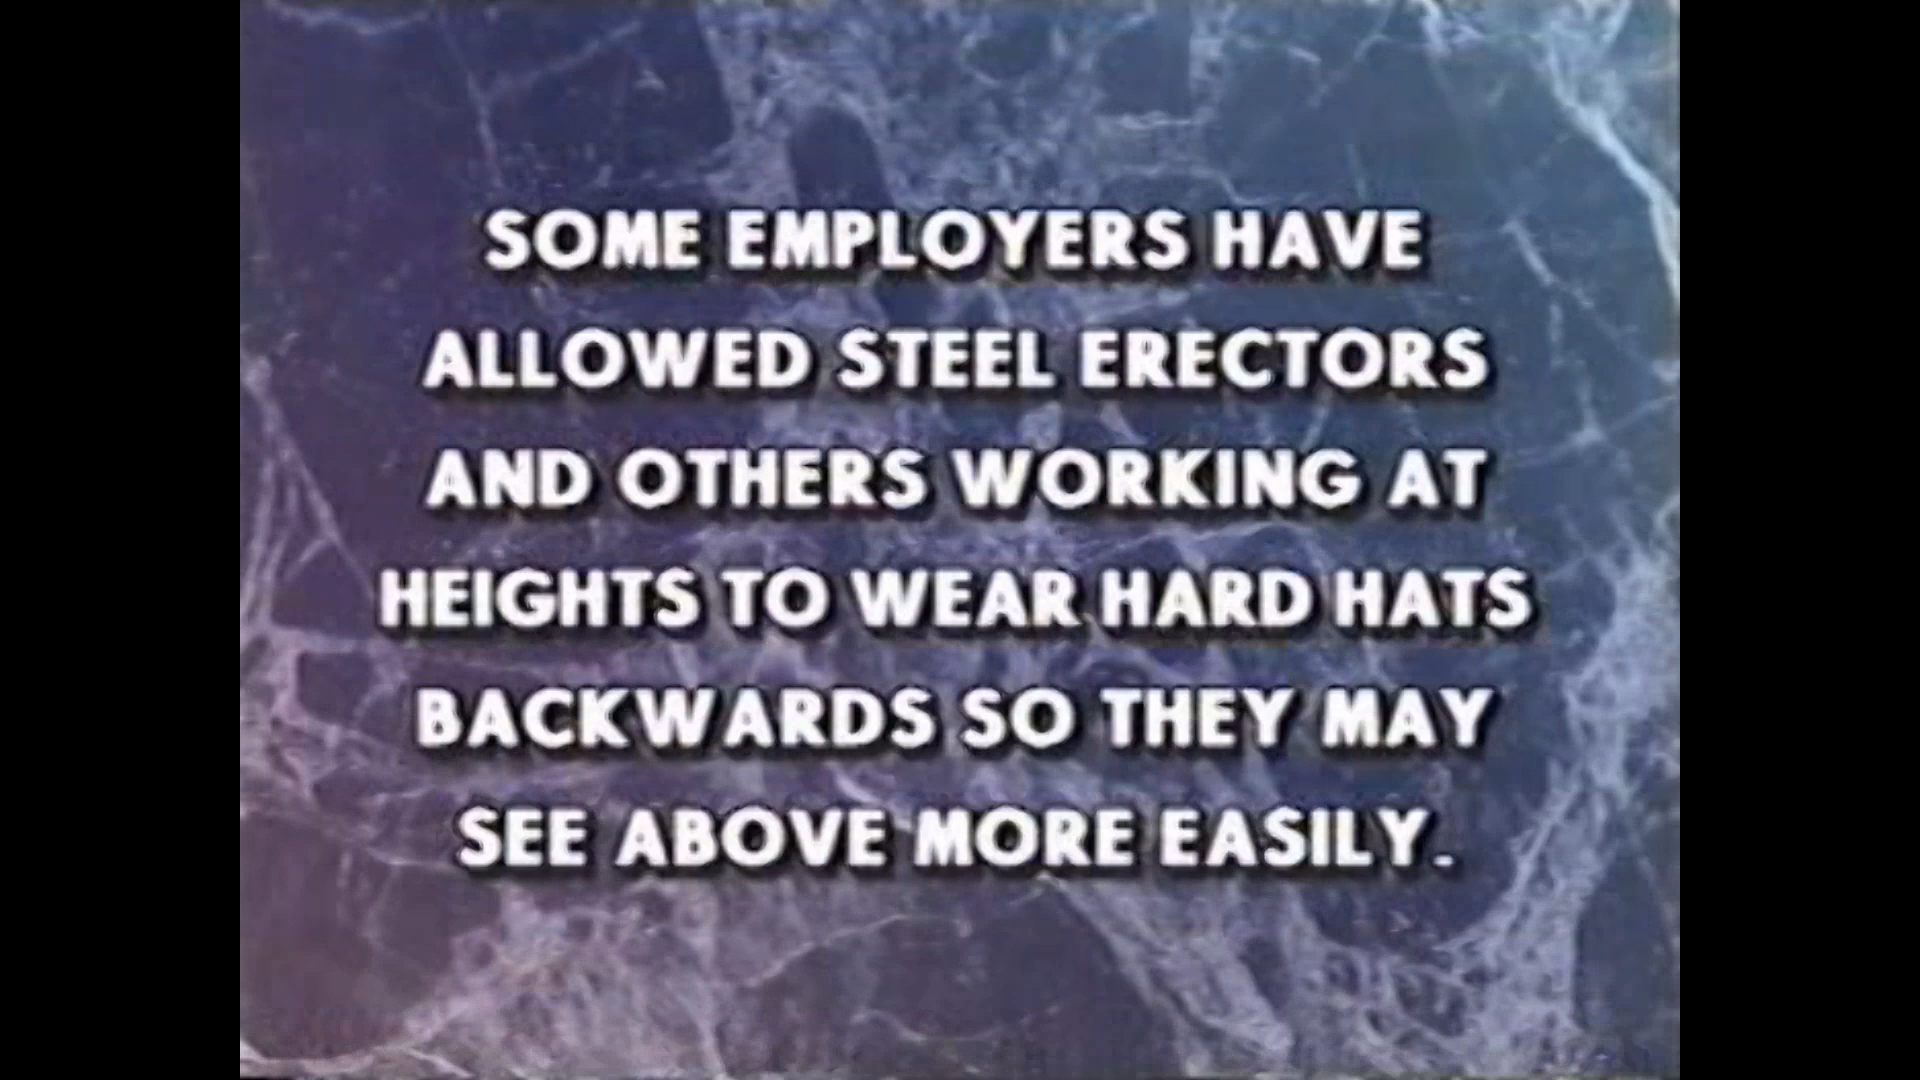 SOME EMPLOYERS HAVE
ALLOWED STEEL ERECTORS
AND OTHERS WORKING AT
HEIGHTS TO WEAR HARD HATS
BACKWARDS SO THEY MAY
SEE ABOVE MORE EASILY.